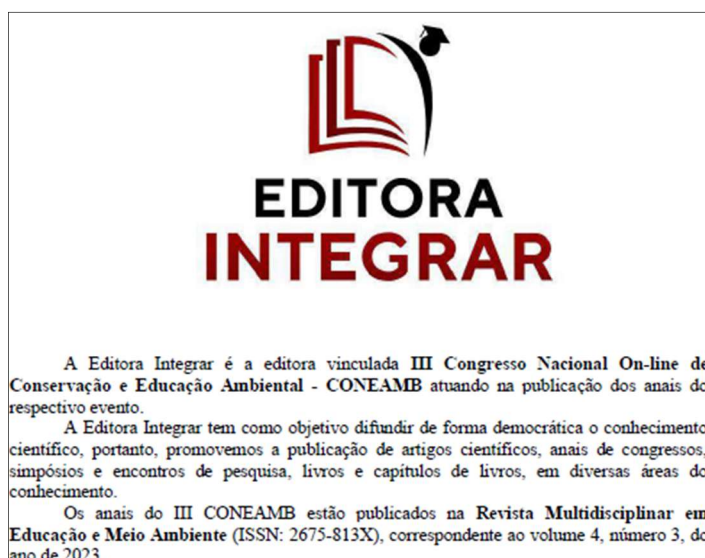 EDITORA
INTEGRAR
A Editora Integrar é a editora vinculada III Congresso Nacional On-line de
Conservação e Educação Ambiental - CONEAMB atuando na publicação dos anais do
respectivo evento.
A Editora Integrar tem como objetivo difundir de forma democrática o conhecimento
científico, portanto, promovemos a publicação de artigos científicos, anais de congressos,
simpósios e encontros de pesquisa, livros e capítulos de livros, em diversas áreas do
conhecimento.
Os anais do III CONEAMB estão publicados na Revista Multidisciplinar em
Educação e Meio Ambiente (ISSN: 2675-813X), correspondente ao volume 4, número 3, do
ano de 2023